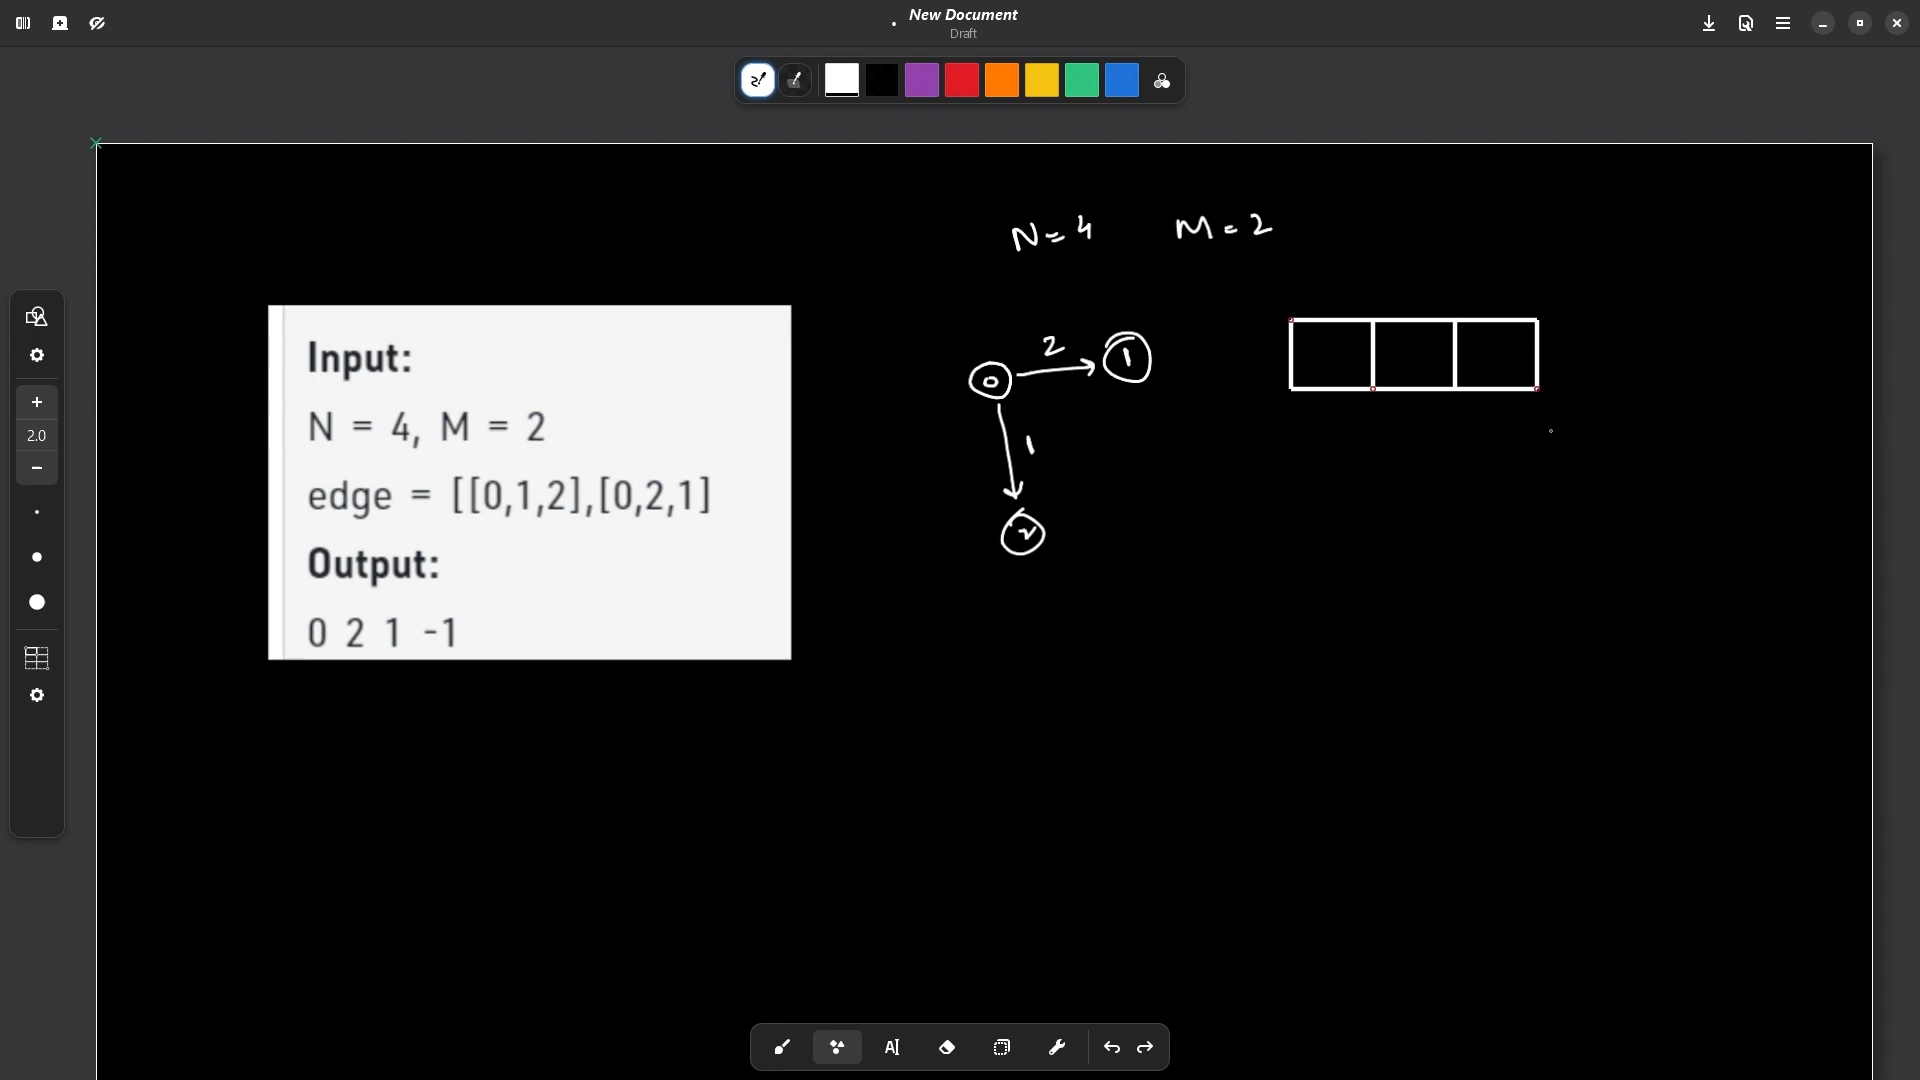 New Document
Draft
N = 4 M = 2
Input:
N = 4, M = 2
edge = [[0,1,2],[0,2,1]
Output:
0 2 1 -1
2
0
1
1
2
2.0
A